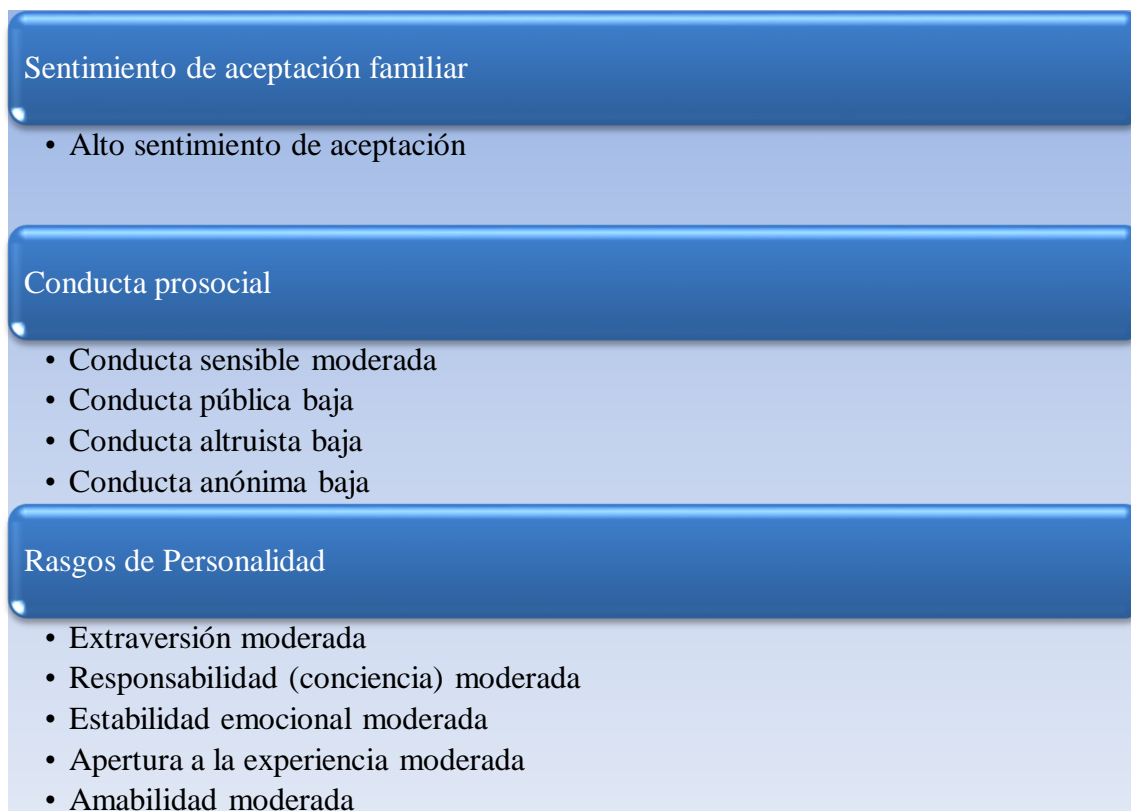 Sentimiento de aceptación familiar
• Alto sentimiento de aceptación
Conducta prosocial
• Conducta sensible moderada
• Conducta pública baja
• Conducta altruista baja
• Conducta anónima baja
Rasgos de Personalidad
• Extraversión moderada
• Responsabilidad (conciencia) moderada
• Estabilidad emocional moderada
• Apertura a la experiencia moderada
• Amabilidad moderada